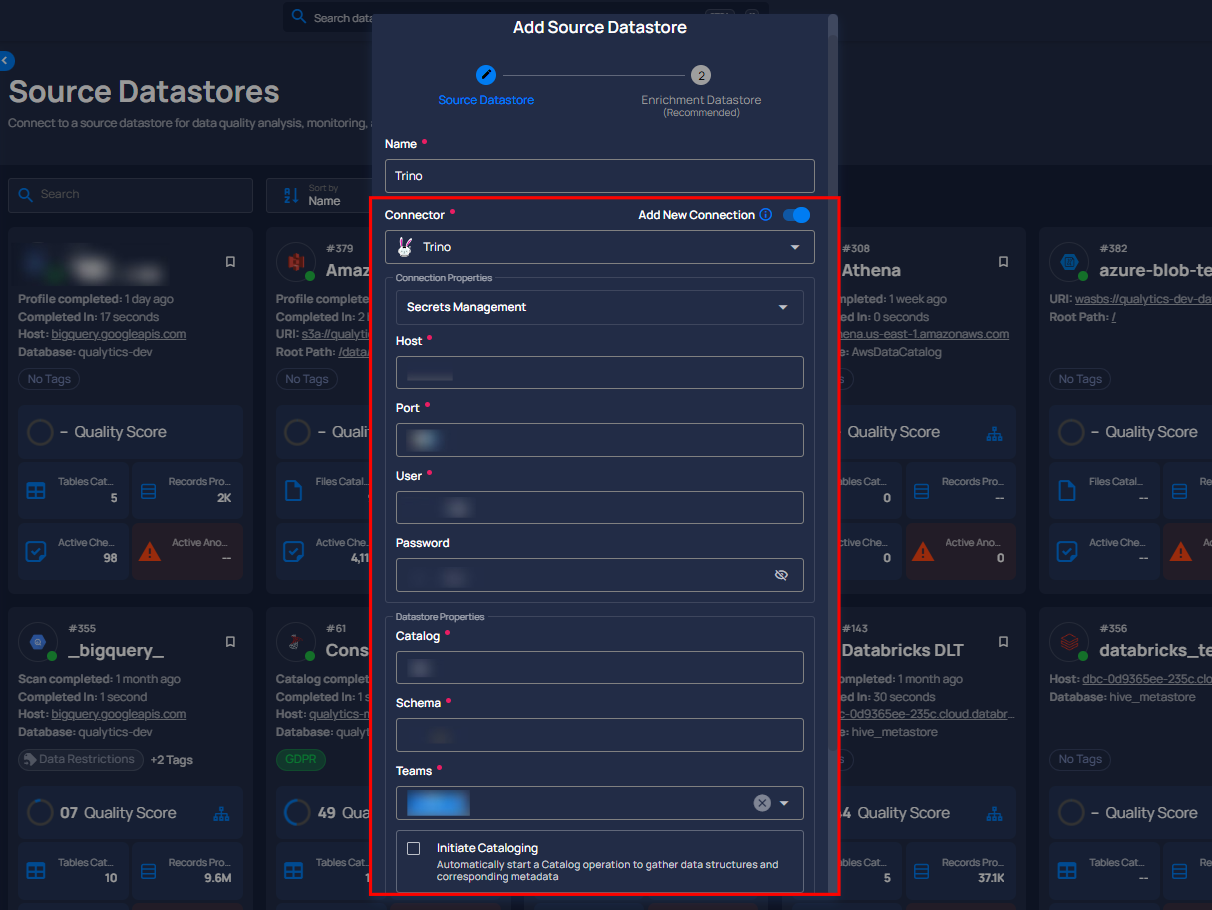 Search data
Add Source Datastore
2
Source Datastore
Enrichment Datastore
(Recommended)
Source Datastores
Connect to a source datastore for data quality analysis, monitoring,
Name *
Trino
Search
Sort by
Name
Connector *
Add New Connection
Trino
Connection Properties
Secrets Management
Host *
Port *
User *
Password
Datastore Properties
Catalog *
Schema *
Teams *
Initiate Cataloging
Automatically start a Catalog operation to gather data structures and
corresponding metadata
Profile completed: 1 day ago
Completed In: 17 seconds
Host: bigquery.googleapis.com
Database: qualytics-dev
No Tags
– Quality Score
Tables Cat...
5
Records Pro...
2K
Active Che...
98
Active Ano...
--
#379
Amaz
Profile complete
Completed In: 2
URI: s3a://qualyti
Root Path: /data/
No Tags
– Quali
Files Catal..
Active Che...
4,11
#308
Athena
mpleted: 1 week ago
ed In: 0 seconds
hena.us-east-1.amazonaws.com
e: AwsDataCatalog
Quality Score
bles Cat...
0
Records Pro...
--
ctive Che...
0
Active Ano...
0
#382
azure-blob-te
URI: wasbs://qualytics-dev-da
Root Path: /
No Tags
– Quality Score
Files Catal...
--
Re
Active Che...
--
#355
_bigquery_
Scan completed: 1 month ago
Completed In: 1 second
Host: bigquery.googleapis.com
Database: qualytics-dev
Data Restrictions
+2 Tags
07 Quality Score
Tables Cat...
10
Records Pro...
9.6M
#61
Cons
Catalog complet
Completed In: 1 s
Host: qualytics-m
Database: qualyt
GDPR
49 Qua
Tables Cat...
#143
Databricks DLT
mpleted: 1 month ago
ed In: 30 seconds
c-0d9365ee-235c.cloud.databr...
e: hive_metastore
4 Quality Score
bles Cat...
5
Records Pro...
37.1K
#356
databricks_te
Host: dbc-0d9365ee-235c.clo
Database: hive_metastore
No Tags
– Quality Score
Tables Cat...
--
Re